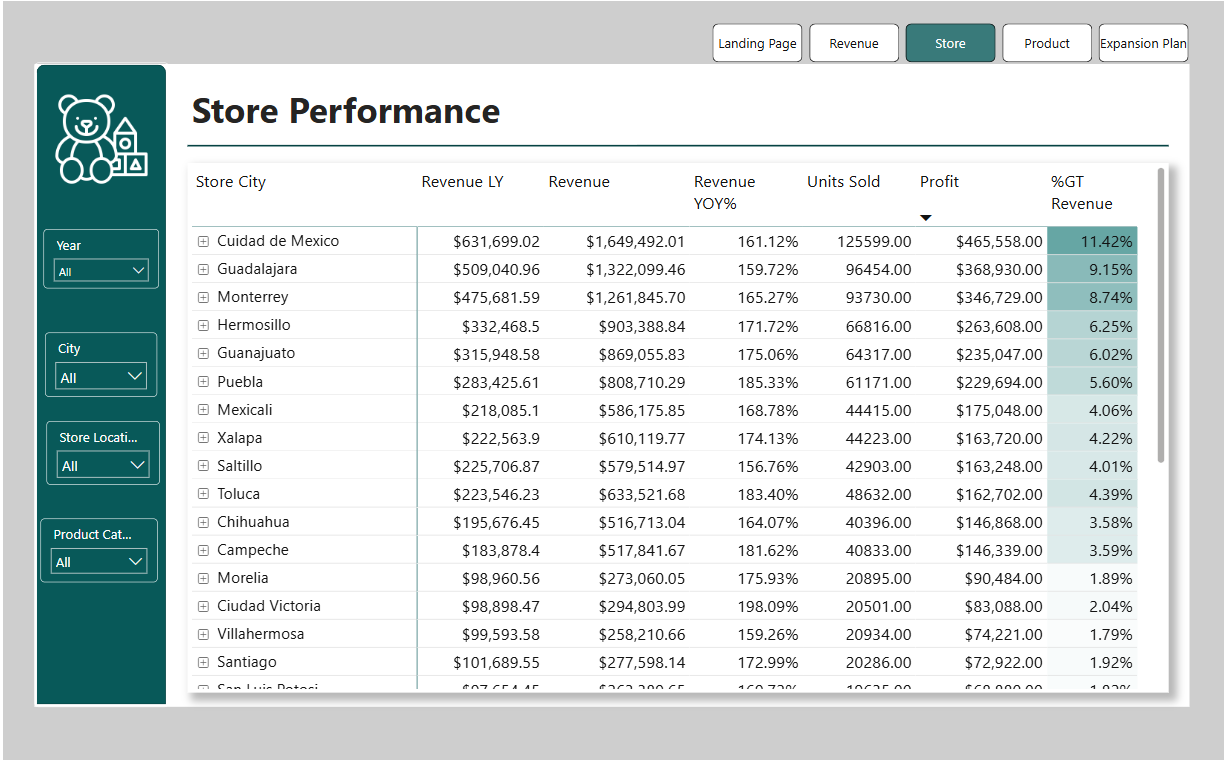 Landing Page Revenue Store Product Expansion Plan
Store Performance
Year
All
City
All
Store Locati...
All
Product Cat...
All
Store City Revenue LY Revenue Revenue YOY% Units Sold Profit %GT Revenue
Cuidad de Mexico $631,699.02 $1,649,492.01 161.12% 125599.00 $465,558.00 11.42%
Guadalajara $509,040.96 $1,322,099.46 159.72% 96454.00 $368,930.00 9.15%
Monterrey $475,681.59 $1,261,845.70 165.27% 93730.00 $346,729.00 8.74%
Hermosillo $332,468.5 $903,388.84 171.72% 66816.00 $263,608.00 6.25%
Guanajuato $315,948.58 $869,055.83 175.06% 64317.00 $235,047.00 6.02%
Puebla $283,425.61 $808,710.29 185.33% 61171.00 $229,694.00 5.60%
Mexicali $218,085.1 $586,175.85 168.78% 44415.00 $175,048.00 4.06%
Xalapa $222,563.9 $610,119.77 174.13% 44223.00 $163,720.00 4.22%
Saltillo $225,706.87 $579,514.97 156.76% 42903.00 $163,248.00 4.01%
Toluca $223,546.23 $633,521.68 183.40% 48632.00 $162,702.00 4.39%
Chihuahua $195,676.45 $516,713.04 164.07% 40396.00 $146,868.00 3.58%
Campeche $183,878.4 $517,841.67 181.62% 40833.00 $146,339.00 3.59%
Morelia $98,960.56 $273,060.05 175.93% 20895.00 $90,484.00 1.89%
Ciudad Victoria $98,898.47 $294,803.99 198.09% 20501.00 $83,088.00 2.04%
Villahermosa $99,593.58 $258,210.66 159.26% 20934.00 $74,221.00 1.79%
Santiago $101,689.55 $277,598.14 172.99% 20286.00 $72,922.00 1.92%
San Luis Potosi